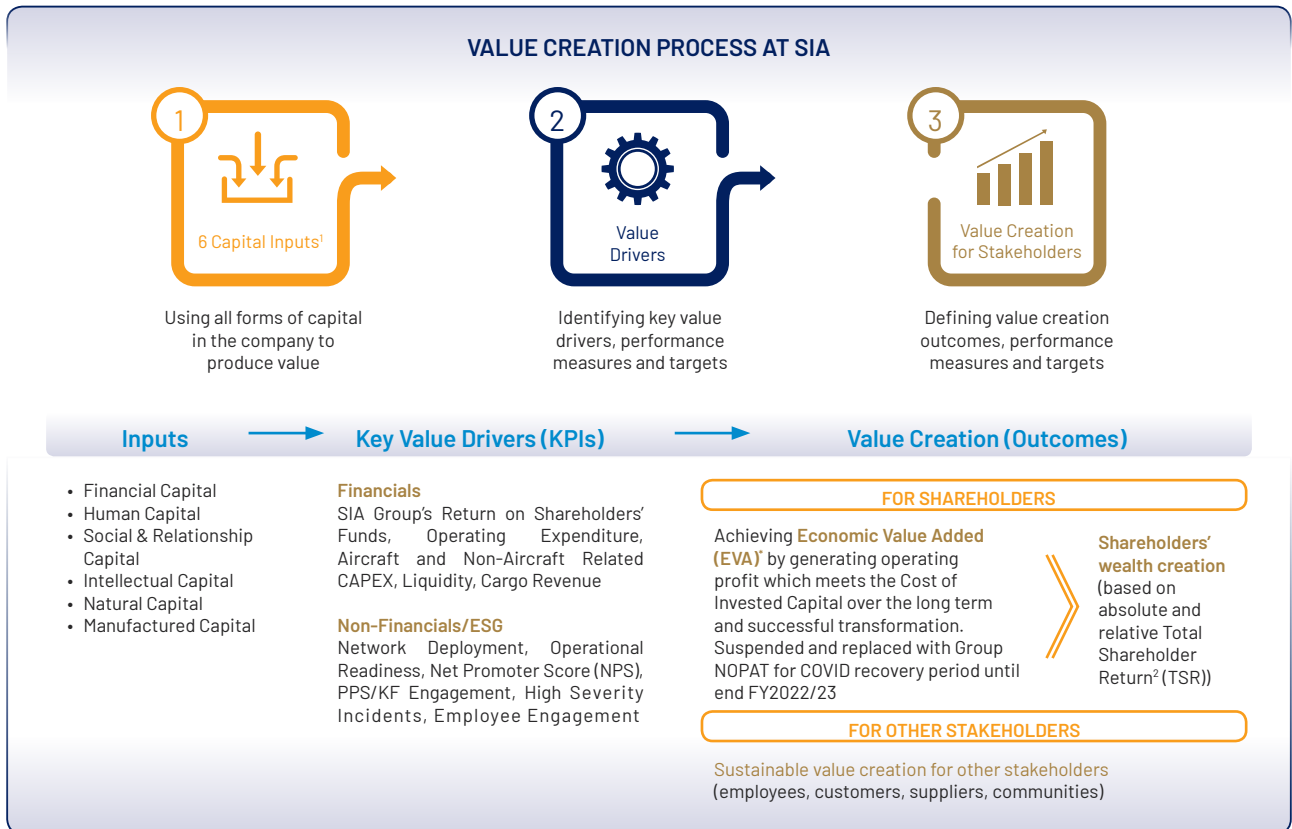 VALUE CREATION PROCESS AT SIA
1
6 Capital Inputs¹
Using all forms of capital
in the company to
produce value
2
Value
Drivers
Identifying key value
drivers, performance
measures and targets
3
Value Creation
for Stakeholders
Defining value creation
outcomes, performance
measures and targets
Inputs
Key Value Drivers (KPIs)
Value Creation (Outcomes)
• Financial Capital
• Human Capital
• Social & Relationship
Capital
• Intellectual Capital
• Natural Capital
• Manufactured Capital
Financials
SIA Group's Return on Shareholders'
Funds, Operating Expenditure,
Aircraft and Non-Aircraft Related
CAPEX, Liquidity, Cargo Revenue
Non-Financials/ESG
Network Deployment, Operational
Readiness, Net Promoter Score (NPS),
PPS/KF Engagement, High Severity
Incidents, Employee Engagement
FOR SHAREHOLDERS
Achieving Economic Value Added
(EVA)* by generating operating
profit which meets the Cost of
Invested Capital over the long term
and successful transformation.
Suspended and replaced with Group
NOPAT for COVID recovery period until
end FY2022/23
Shareholders'
wealth creation
(based on
absolute and
relative Total
Shareholder
Return² (TSR))
FOR OTHER STAKEHOLDERS
Sustainable value creation for other stakeholders
(employees, customers, suppliers, communities)